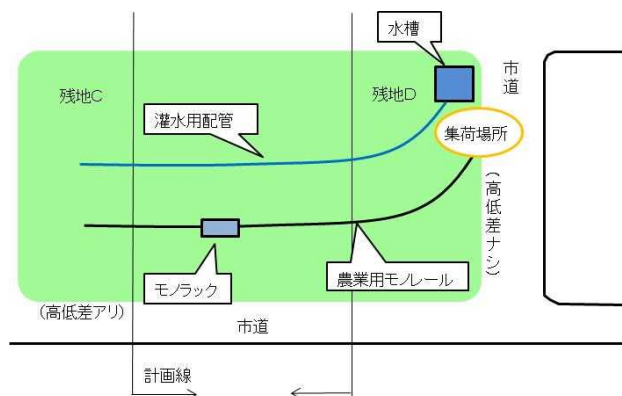 水槽
市道
残地C
残地D
灌水用配管
集荷場所
(高低差ナシ)
モノラック
農業用モノレール
(高低差アリ)
市道
計画線